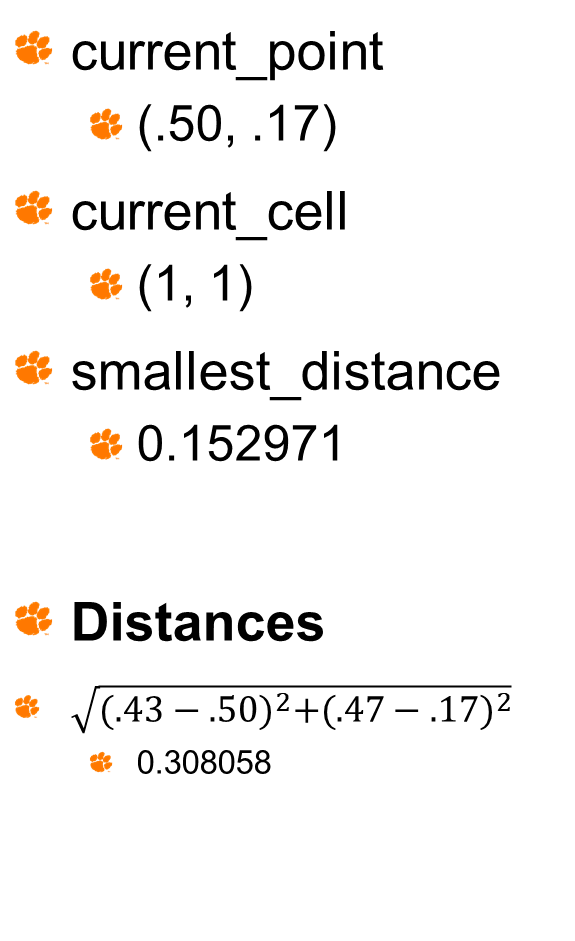 current_point
(.50, .17)
current_cell
(1, 1)
smallest_distance
0.152971
Distances
√(.43 − .50)²+(.47 − .17)²
0.308058